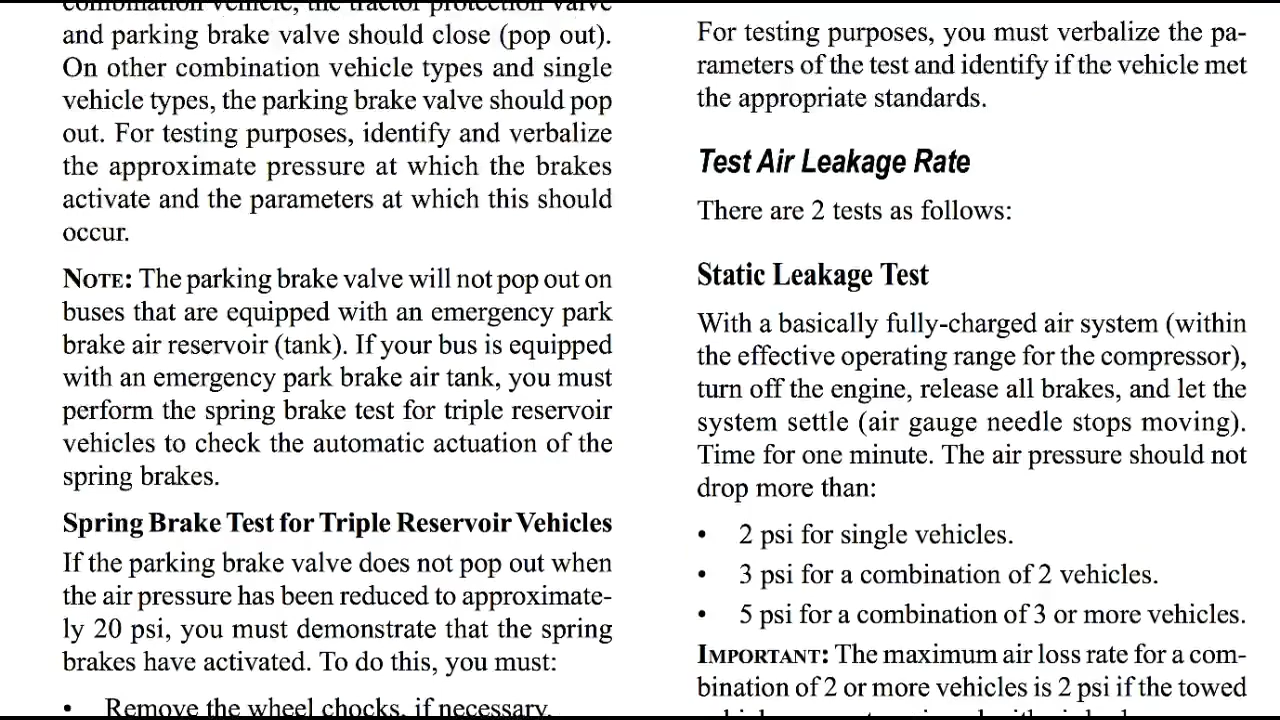 combination vehicle, the tractor protection valve
and parking brake valve should close (pop out).
On other combination vehicle types and single
vehicle types, the parking brake valve should pop
out. For testing purposes, identify and verbalize
the approximate pressure at which the brakes
activate and the parameters at which this should
occur.
NOTE: The parking brake valve will not pop out on
buses that are equipped with an emergency park
brake air reservoir (tank). If your bus is equipped
with an emergency park brake air tank, you must
perform the spring brake test for triple reservoir
vehicles to check the automatic actuation of the
spring brakes.
Spring Brake Test for Triple Reservoir Vehicles
If the parking brake valve does not pop out when
the air pressure has been reduced to approximate-
ly 20 psi, you must demonstrate that the spring
brakes have activated. To do this, you must:
• Remove the wheel chocks, if necessary.
For testing purposes, you must verbalize the pa-
rameters of the test and identify if the vehicle met
the appropriate standards.
Test Air Leakage Rate
There are 2 tests as follows:
Static Leakage Test
With a basically fully-charged air system (within
the effective operating range for the compressor),
turn off the engine, release all brakes, and let the
system settle (air gauge needle stops moving).
Time for one minute. The air pressure should not
drop more than:
• 2 psi for single vehicles.
• 3 psi for a combination of 2 vehicles.
• 5 psi for a combination of 3 or more vehicles.
IMPORTANT: The maximum air loss rate for a com-
bination of 2 or more vehicles is 2 psi if the towed